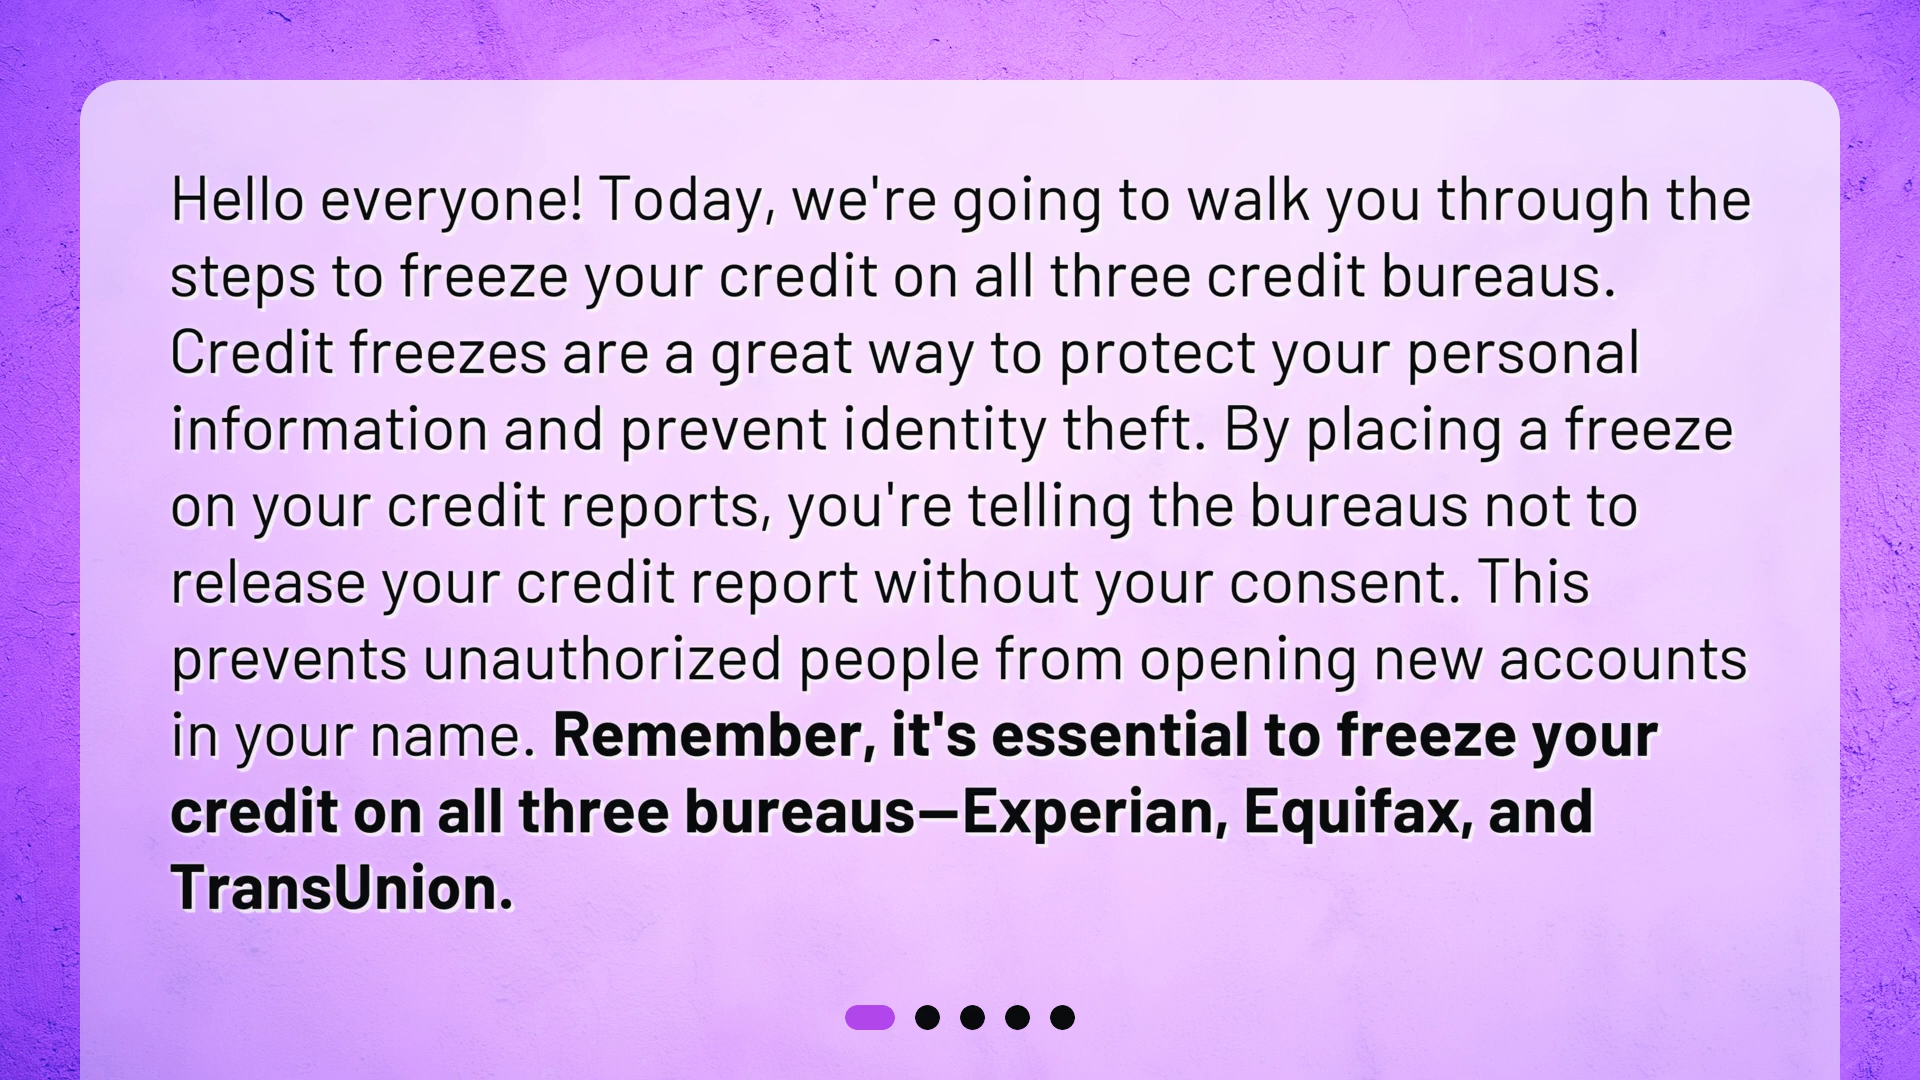 Hello everyone! Today, we're going to walk you through the
steps to freeze your credit on all three credit bureaus.
Credit freezes are a great way to protect your personal
information and prevent identity theft. By placing a freeze
on your credit reports, you're telling the bureaus not to
release your credit report without your consent. This
prevents unauthorized people from opening new accounts
in your name. Remember, it's essential to freeze your
credit on all three bureaus—Experian, Equifax, and
TransUnion.